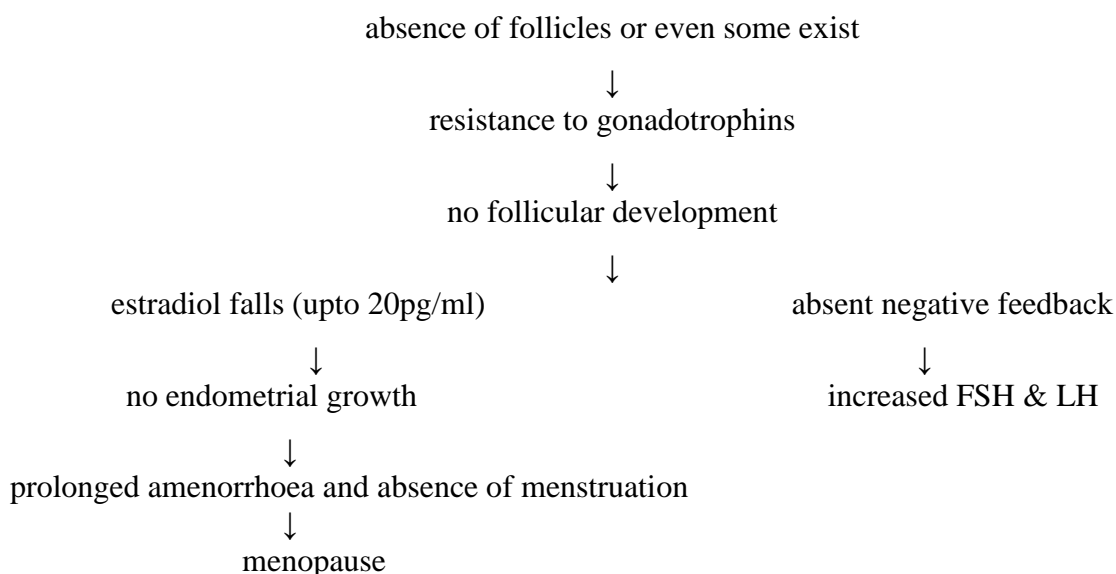 absence of follicles or even some exist
↓
resistance to gonadotrophins
↓
no follicular development
↓
estradiol falls (upto 20pg/ml) absent negative feedback
↓ ↓
no endometrial growth increased FSH & LH
↓
prolonged amenorrhoea and absence of menstruation
↓
menopause